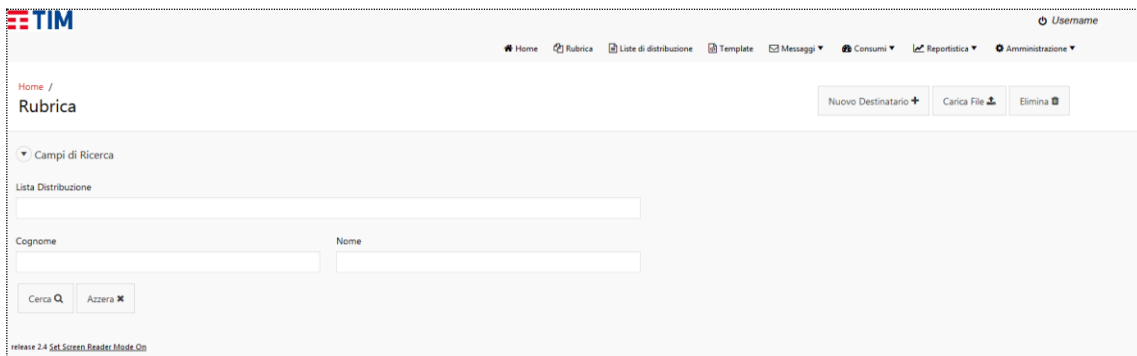 TIM
Username
Home Rubrica Liste di distribuzione Template Messaggi Consumi Reportistica Amministrazione
Home /
Rubrica
Nuovo Destinatario Carica File Elimina
Campi di Ricerca
Lista Distribuzione
Cognome Nome
Cerca Azzera
release 2.4 Set Screen Reader Mode On